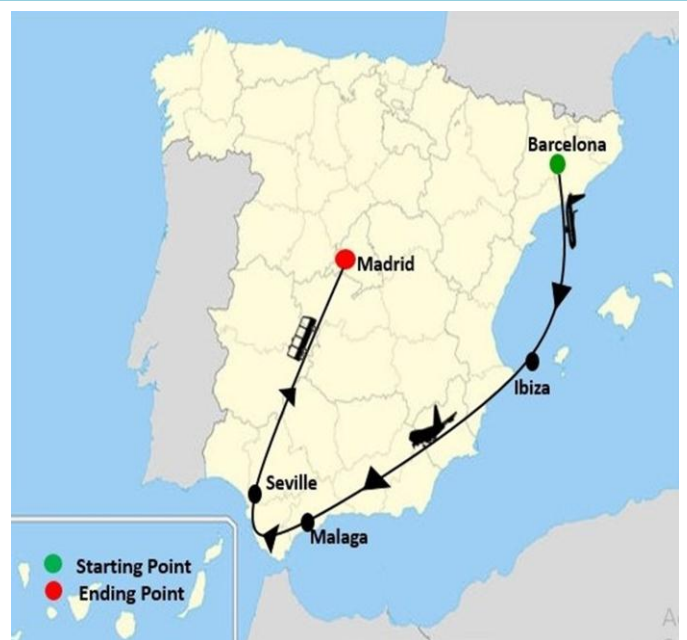 Barcelona
Madrid
Ibiza
Seville
Malaga
Starting Point
Ending Point